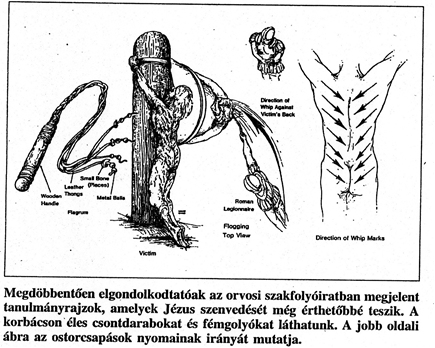 Direction of Whip Against
Victim's Back
Small Bone
(Pieces)
Leather
Thongs
Metal Balls
Wooden
Handle
Flagrum
Victim
Roman
Legionnaire
Flogging
Top View
Direction of Whip Marks
Megdöbbentően elgondolkodtatóak az orvosi szakfolyóiratban megjelent
tanulmányrajzok, amelyek Jézus szenvedését még érthetőbbé teszik. A
korbácson éles csontdarabokat és fémgolyókat láthatunk. A jobb oldali
ábra az ostorcsapások nyomainak irányát mutatja.